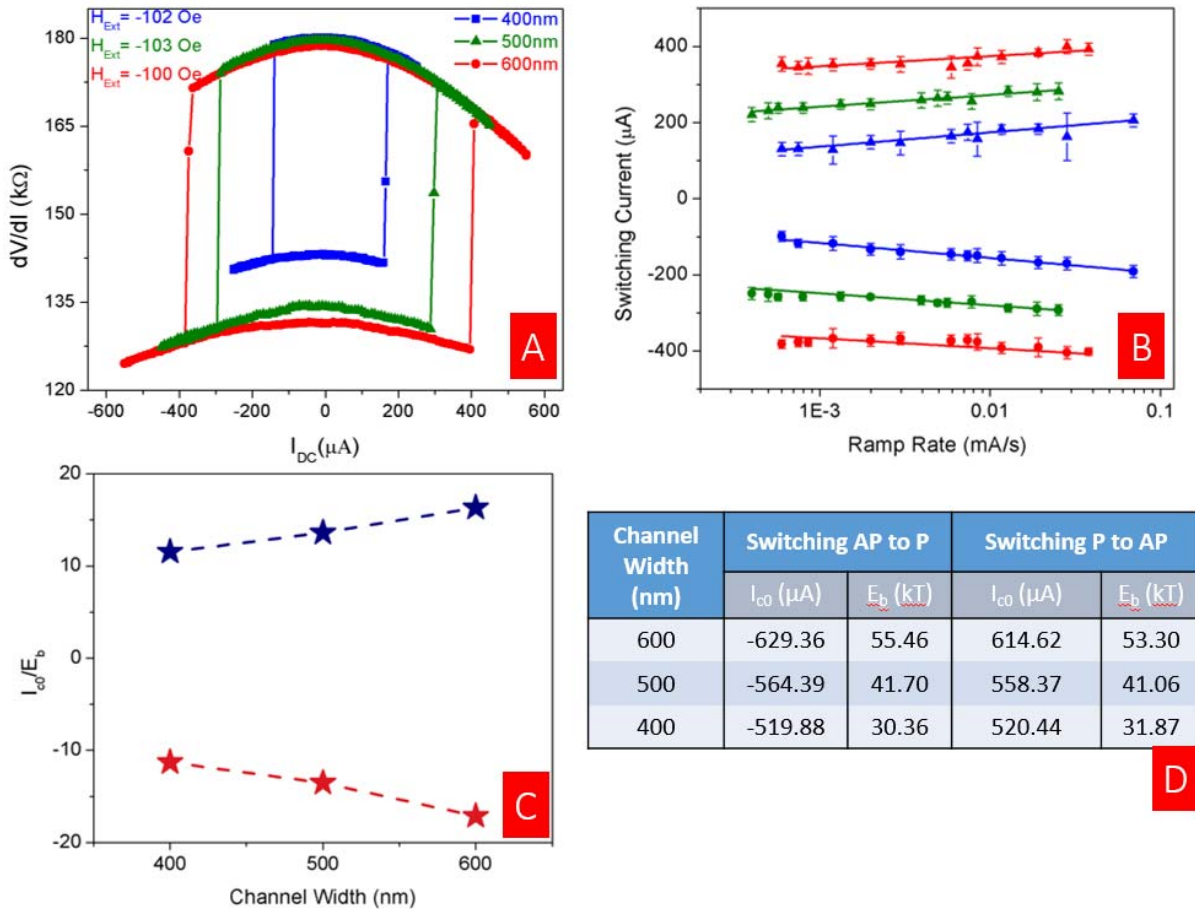 H_Ext= -102 Oe
H_Ext= -103 Oe
H_Ext= -100 Oe
400nm
500nm
600nm
180
165
150
135
120
dV/dI (kΩ)
-600 -400 -200 0 200 400 600
I_DC(μA)
A
400
200
0
-200
-400
Switching Current (μA)
1E-3 0.01 0.1
Ramp Rate (mA/s)
B
20
10
0
-10
-20
I_c0/E_b
400 500 600
Channel Width (nm)
C
Channel Width (nm) Switching AP to P Switching P to AP
I_c0 (μA) E_b (kT) I_c0 (μA) E_b (kT)
600 -629.36 55.46 614.62 53.30
500 -564.39 41.70 558.37 41.06
400 -519.88 30.36 520.44 31.87
D